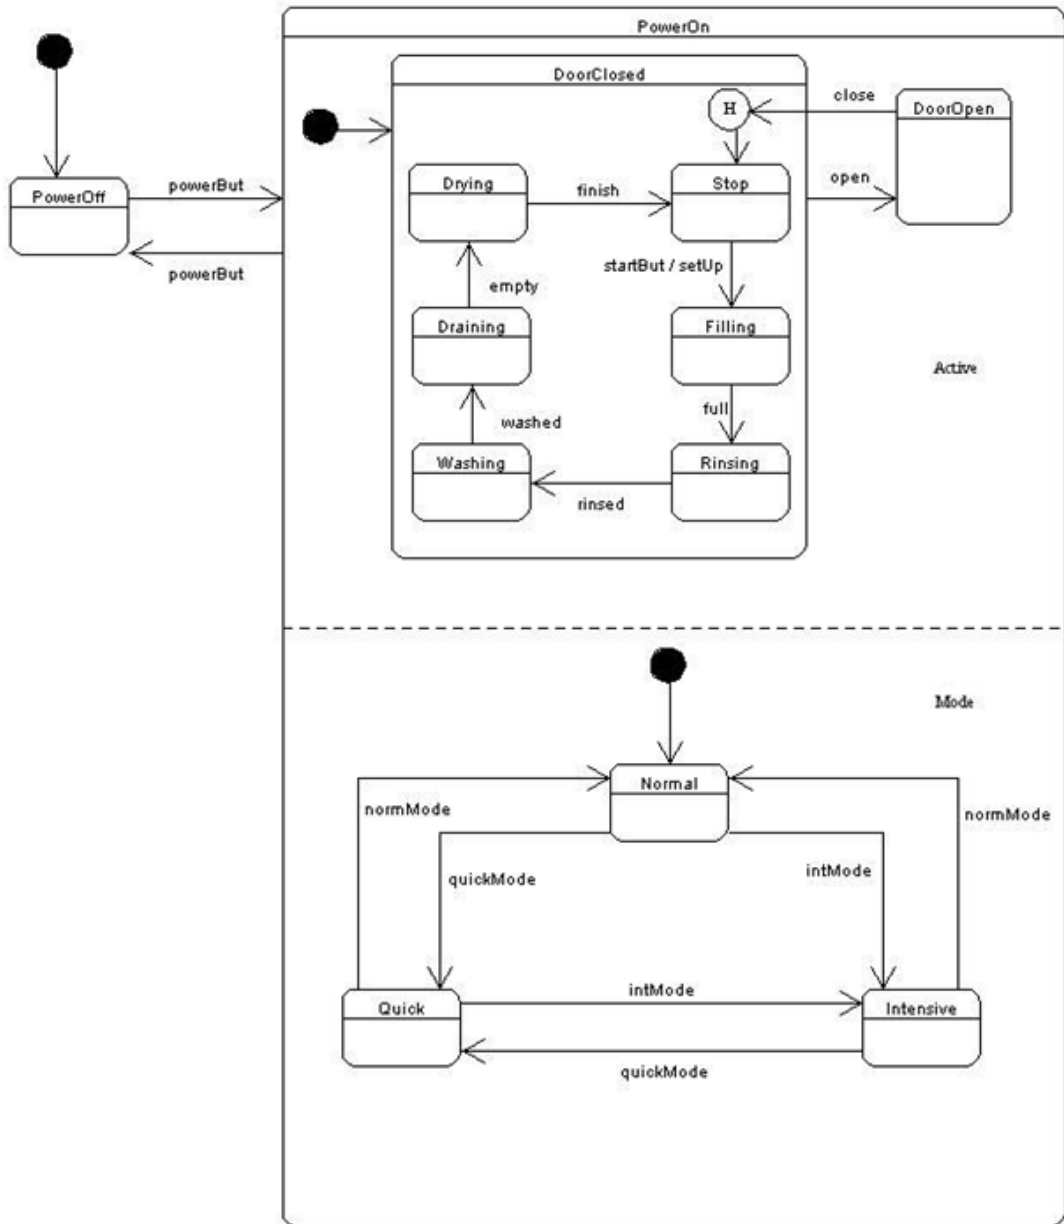 PowerOn
DoorClosed
H
close
DoorOpen
PowerOff
powerBut
powerBut
Drying
finish
Stop
open
startBut / setUp
empty
Draining
Filling
Active
full
washed
Washing
rinsed
Rinsing
Mode
Normal
normMode
normMode
quickMode
intMode
Quick
intMode
Intensive
quickMode